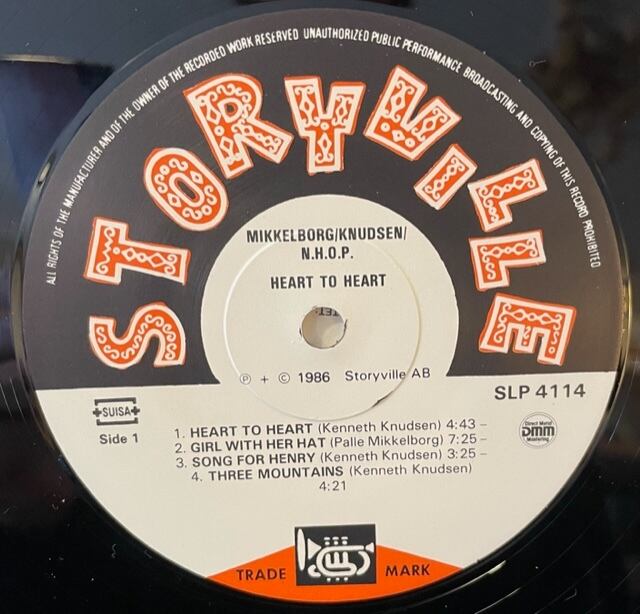 ALL RIGHTS OF THE MANUFACTURER AND OF THE OWNER OF THE RECORDED WORK RESERVED UNAUTHORIZED PUBLIC PERFORMANCE BROADCASTING AND COPYING OF THIS RECORD PROHIBITED
STORYVILLE
MIKKELBORG/KNUDSEN/
N.H.O.P.
HEART TO HEART
℗ + © 1986 Storyville AB
SUISA
Side 1
SLP 4114
Direct Metal
DMM
Mastering
1. HEART TO HEART (Kenneth Knudsen) 4:43 –
2. GIRL WITH HER HAT (Palle Mikkelborg) 7:25 –
3. SONG FOR HENRY (Kenneth Knudsen) 3:25 –
4. THREE MOUNTAINS (Kenneth Knudsen)
4:21
TRADE MARK